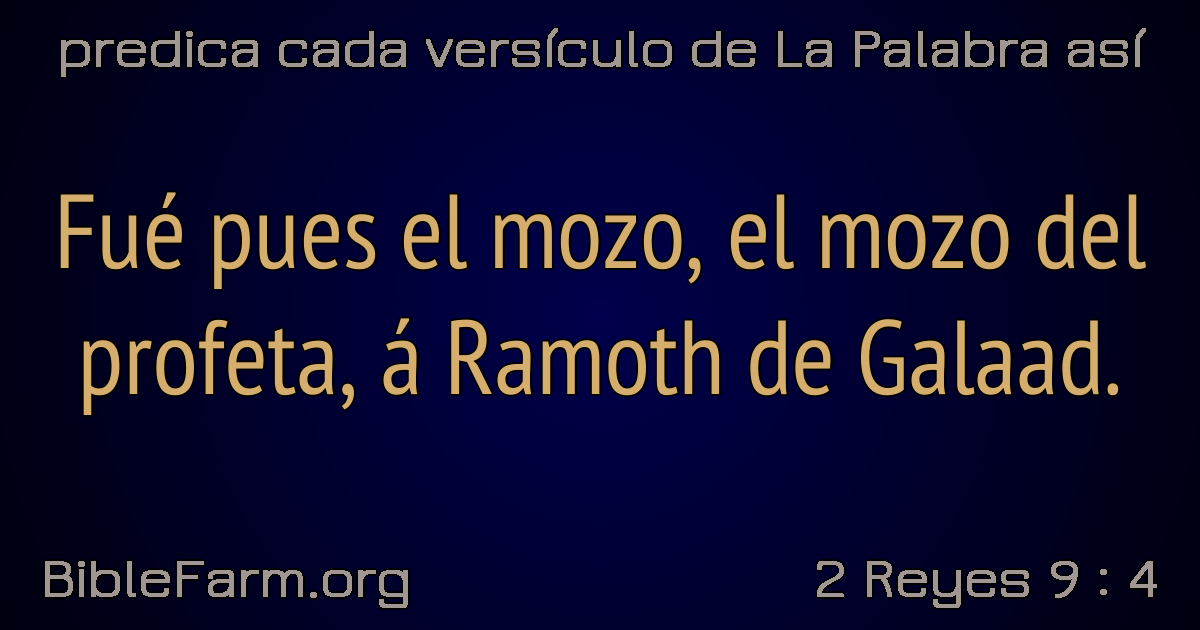 predica cada versículo de La Palabra así
Fué pues el mozo, el mozo del
profeta, á Ramoth de Galaad.
BibleFarm.org
2 Reyes 9 : 4